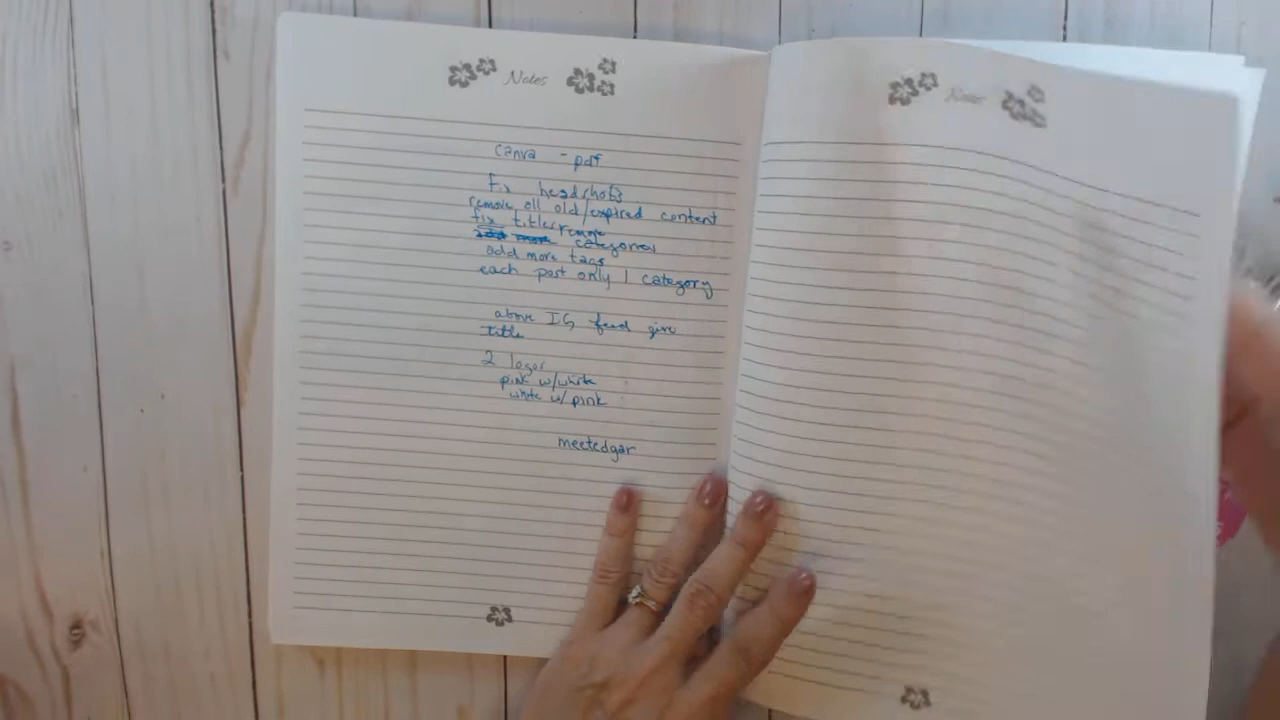 Notes
canva - pdf
fix headshots
remove all old/expired content
fix titles/rename
categories
add more tags
each post only 1 category
above IG feed give
title
2 logos
pink w/white
white w/pink
meetedgar
Notes